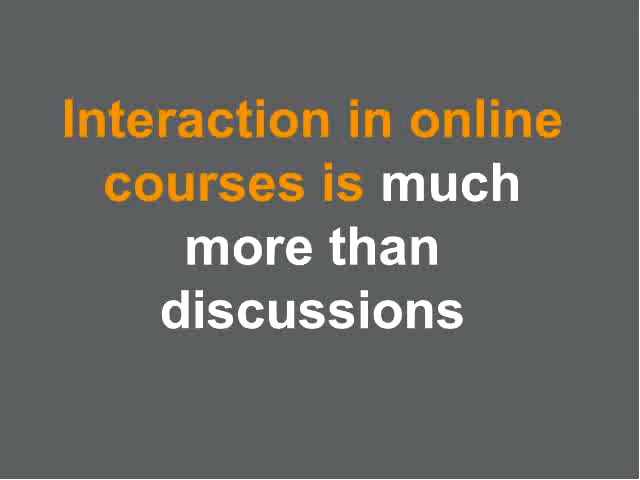 Interaction in online
courses is much
more than
discussions